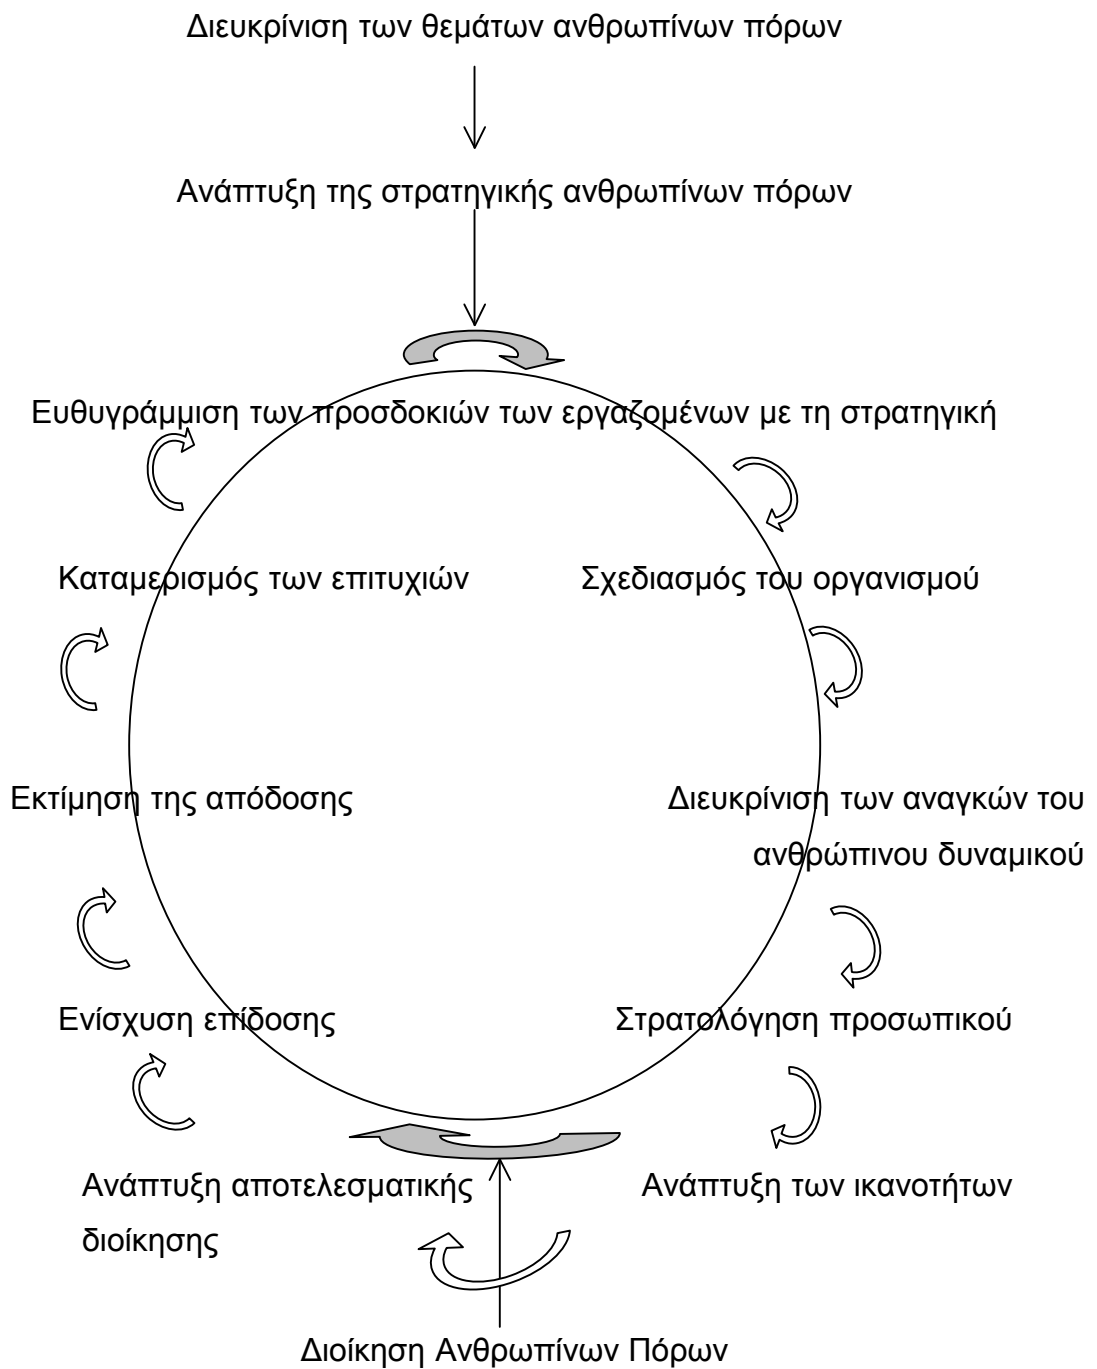 Διευκρίνιση των θεμάτων ανθρωπίνων πόρων
Ανάπτυξη της στρατηγικής ανθρωπίνων πόρων
Ευθυγράμμιση των προσδοκιών των εργαζομένων με τη στρατηγική
Καταμερισμός των επιτυχιών
Σχεδιασμός του οργανισμού
Εκτίμηση της απόδοσης
Διευκρίνιση των αναγκών του
ανθρώπινου δυναμικού
Ενίσχυση επίδοσης
Στρατολόγηση προσωπικού
Ανάπτυξη αποτελεσματικής
διοίκησης
Ανάπτυξη των ικανοτήτων
Διοίκηση Ανθρωπίνων Πόρων